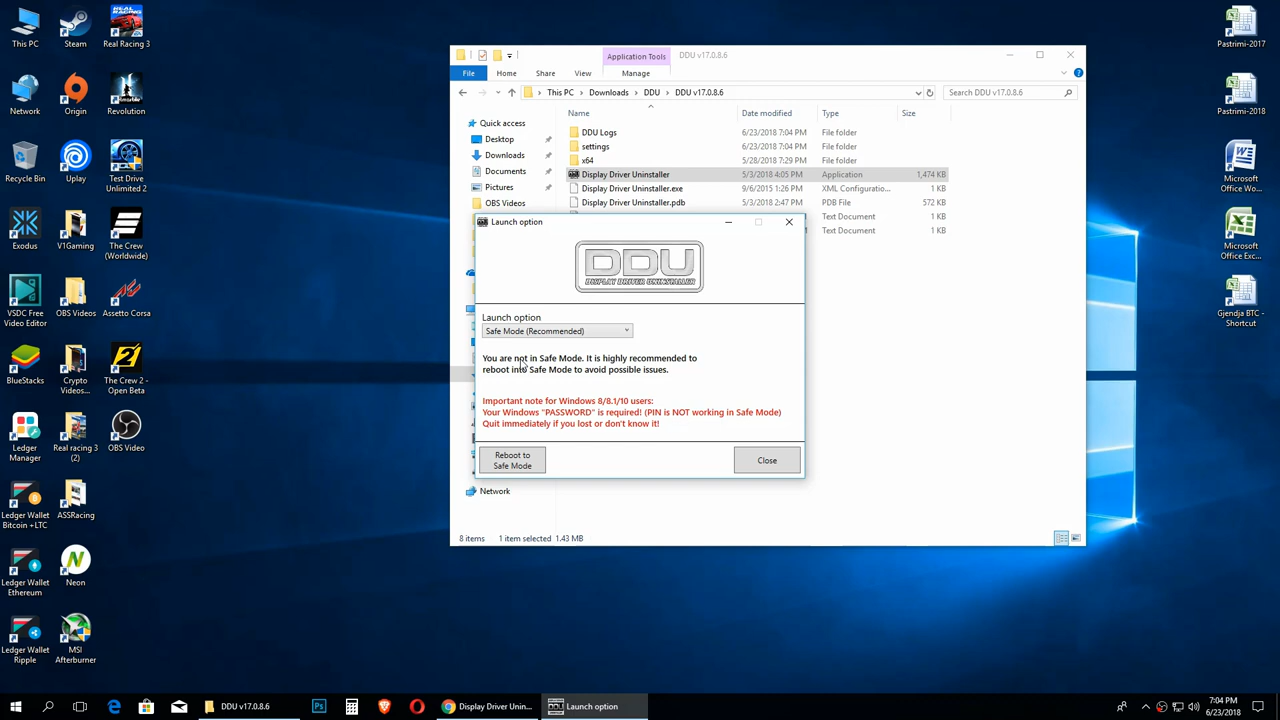 This PC
Steam
Real Racing 3
Network
Origin
Revolution
Recycle Bin
Uplay
Test Drive
Unlimited 2
Exodus
V1Gaming
The Crew
(Worldwide)
VSDC Free
Video Editor
OBS Videos
Assetto Corsa
BlueStacks
Crypto
Videos...
The Crew 2 -
Open Beta
Ledger
Manager
Real racing 3
(2)
OBS Video
Ledger Wallet
Bitcoin +LTC
ASSRacing
Ledger Wallet
Ethereum
Neon
Ledger Wallet
Ripple
MSI
Afterburner
Application Tools
DDU v17.0.8.6
File
Home
Share
View
Manage
This PC
Downloads
DDU
DDU v17.0.8.6
Search DDU v17.0.8.6
Name
Date modified
Type
Size
Quick access
Desktop
Downloads
Documents
Pictures
OBS Videos
Network
DDU Logs 6/23/2018 7:04 PM File folder
settings 6/23/2018 7:04 PM File folder
x64 5/28/2018 7:29 PM File folder
Display Driver Uninstaller 5/3/2018 4:05 PM Application 1,474 KB
Display Driver Uninstaller.exe 9/6/2015 1:26 PM XML Configuratio... 1 KB
Display Driver Uninstaller.pdb 5/3/2018 2:47 PM PDB File 572 KB
Text Document 1 KB
Text Document 1 KB
Launch option
DDU
DISPLAY DRIVER UNINSTALLER
Launch option
Safe Mode (Recommended)
You are not in Safe Mode. It is highly recommended to
reboot into Safe Mode to avoid possible issues.
Important note for Windows 8/8.1/10 users:
Your Windows "PASSWORD" is required! (PIN is NOT working in Safe Mode)
Quit immediately if you lost or don't know it!
Reboot to
Safe Mode
Close
8 items
1 item selected 1.43 MB
Pastrimi-2017
Pastrimi-2018
Microsoft
Office Wo...
Microsoft
Office Exc...
Gjendja BTC -
Shortcut
DDU v17.0.8.6
Ps
Display Driver Unin...
Launch option
7:04 PM
6/23/2018